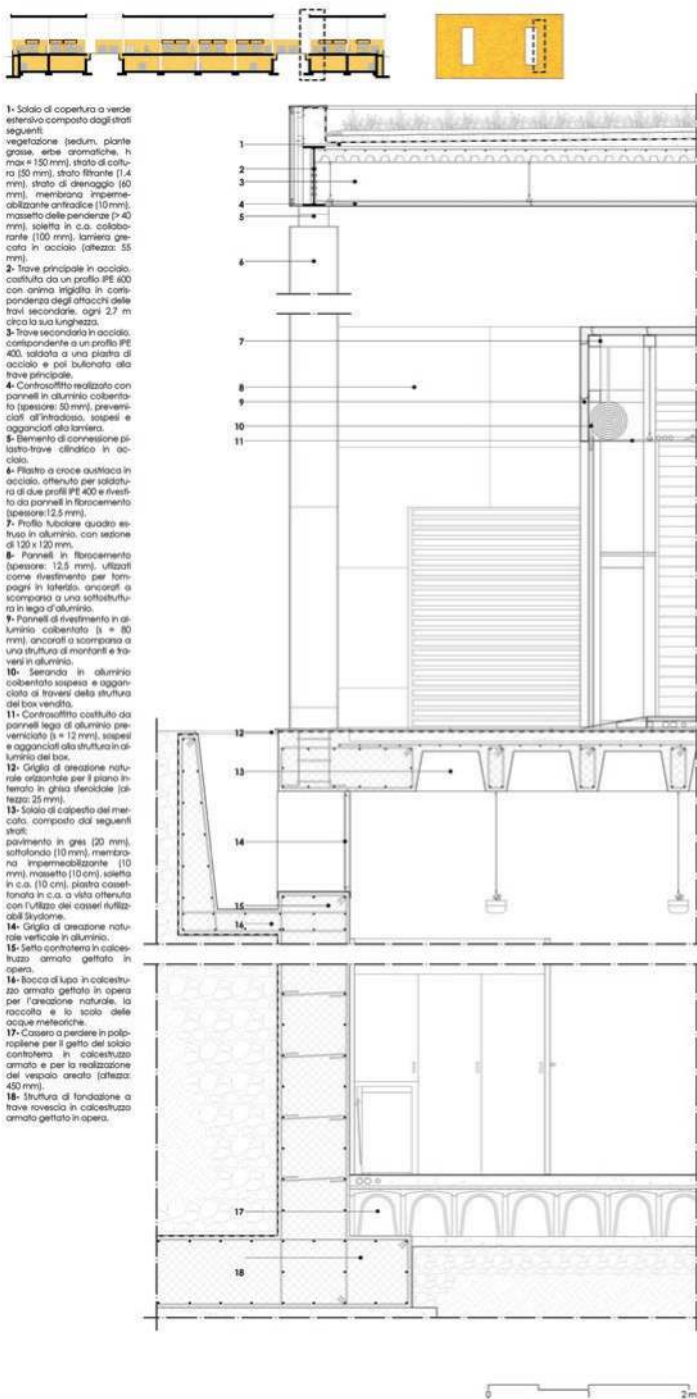 1- Solaio di copertura a verde
estensivo composto dagli strati
seguenti:
vegetazione (sedum, piante
grasse, erbe aromatiche, h
max = 150 mm), strato di coltu-
ra (50 mm), strato filtrante (1,4
mm), strato di drenaggio (60
mm), membrana imperme-
abilizzante antiradice (10 mm),
massetto delle pendenze (> 40
mm), soletta in c.a. collabo-
rante (100 mm), lamiera gre-
cata in acciaio (altezza: 55
mm).
2- Trave principale in acciaio,
costituita da un profilo IPE 600
con anima irrigidita in corris-
pondenza degli attacchi delle
travi secondarie, ogni 2,7 m
circa la sua lunghezza.
3- Trave secondaria in acciaio,
corrispondente a un profilo IPE
400, saldata a una piastra di
acciaio e poi bullonata alla
trave principale.
4- Controsoffitto realizzato con
pannelli in alluminio coibenta-
to (spessore: 50 mm), preverni-
ciati all'intradosso, sospesi e
agganciati alla lamiera.
5- Elemento di connessione pi-
lastro-trave cilindrico in ac-
ciaio.
6- Pilastro a croce austriaca in
acciaio, ottenuto per saldatu-
ra di due profili IPE 400 e rivesti-
to da pannelli in fibrocemento
(spessore:12,5 mm).
7- Profilo tubolare quadro es-
truso in alluminio, con sezione
di 120 x 120 mm.
8- Pannelli in fibrocemento
(spessore: 12,5 mm), utilizzati
come rivestimento per tom-
pagni in laterizio, ancorati a
scomparsa a una sottostruttu-
ra in lega d'alluminio.
9- Pannelli di rivestimento in al-
luminio coibentato (s = 80
mm), ancorati a scomparsa a
una struttura di montanti e tra-
versi in alluminio.
10- Serranda in alluminio
coibentato sospesa e aggan-
ciata ai traversi della struttura
del box vendita.
11- Controsoffitto costituito da
pannelli lega di alluminio pre-
verniciato (s = 12 mm), sospesi
e agganciati alla struttura in al-
luminio del box.
12- Griglia di areazione natu-
rale orizzontale per il piano in-
terrato in ghisa sferoidale (al-
tezza: 25 mm).
13- Solaio di calpestio del mer-
cato, composto dai seguenti
strati:
pavimento in gres (20 mm),
sottofondo (10 mm), membra-
na impermeabilizzante (10
mm), massetto (10 cm), soletta
in c.a. (10 cm), piastra casset-
tonata in c.a. a vista ottenuta
con l'utilizzo dei casseri riutilizz-
abili Skydome.
14- Griglia di areazione natu-
rale verticale in alluminio.
15- Setto controterra in calces-
truzzo armato gettato in
opera.
16- Bocca di lupo in calcestru-
zzo armato gettato in opera
per l'areazione naturale, la
raccolta e lo scolo delle
acque meteoriche.
17- Cassero a perdere in polip-
ropilene per il getto del solaio
controterra in calcestruzzo
armato e per la realizzazione
del vespaio areato (altezza:
450 mm).
18- Struttura di fondazione a
trave rovescia in calcestruzzo
armato gettato in opera.
1
2
3
4
5
6
7
8
9
10
11
12
13
14
15
16
17
18
0 2 m